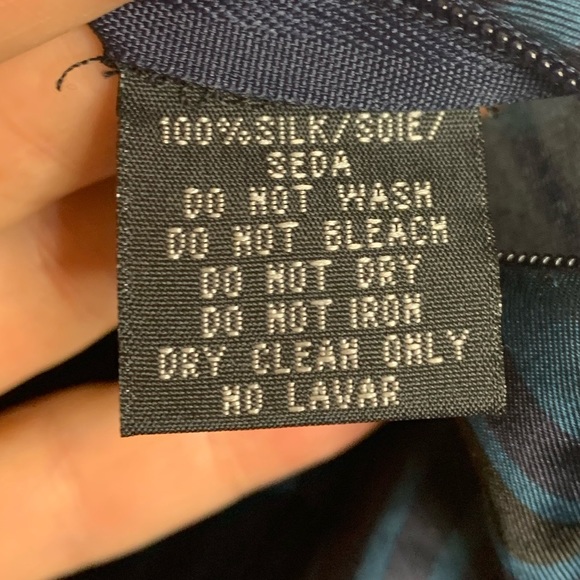 100%SILK/SOIE/
SEDA
DO NOT WASH
DO NOT BLEACH
DO NOT DRY
DO NOT IRON
DRY CLEAN ONLY
NO LAVAR